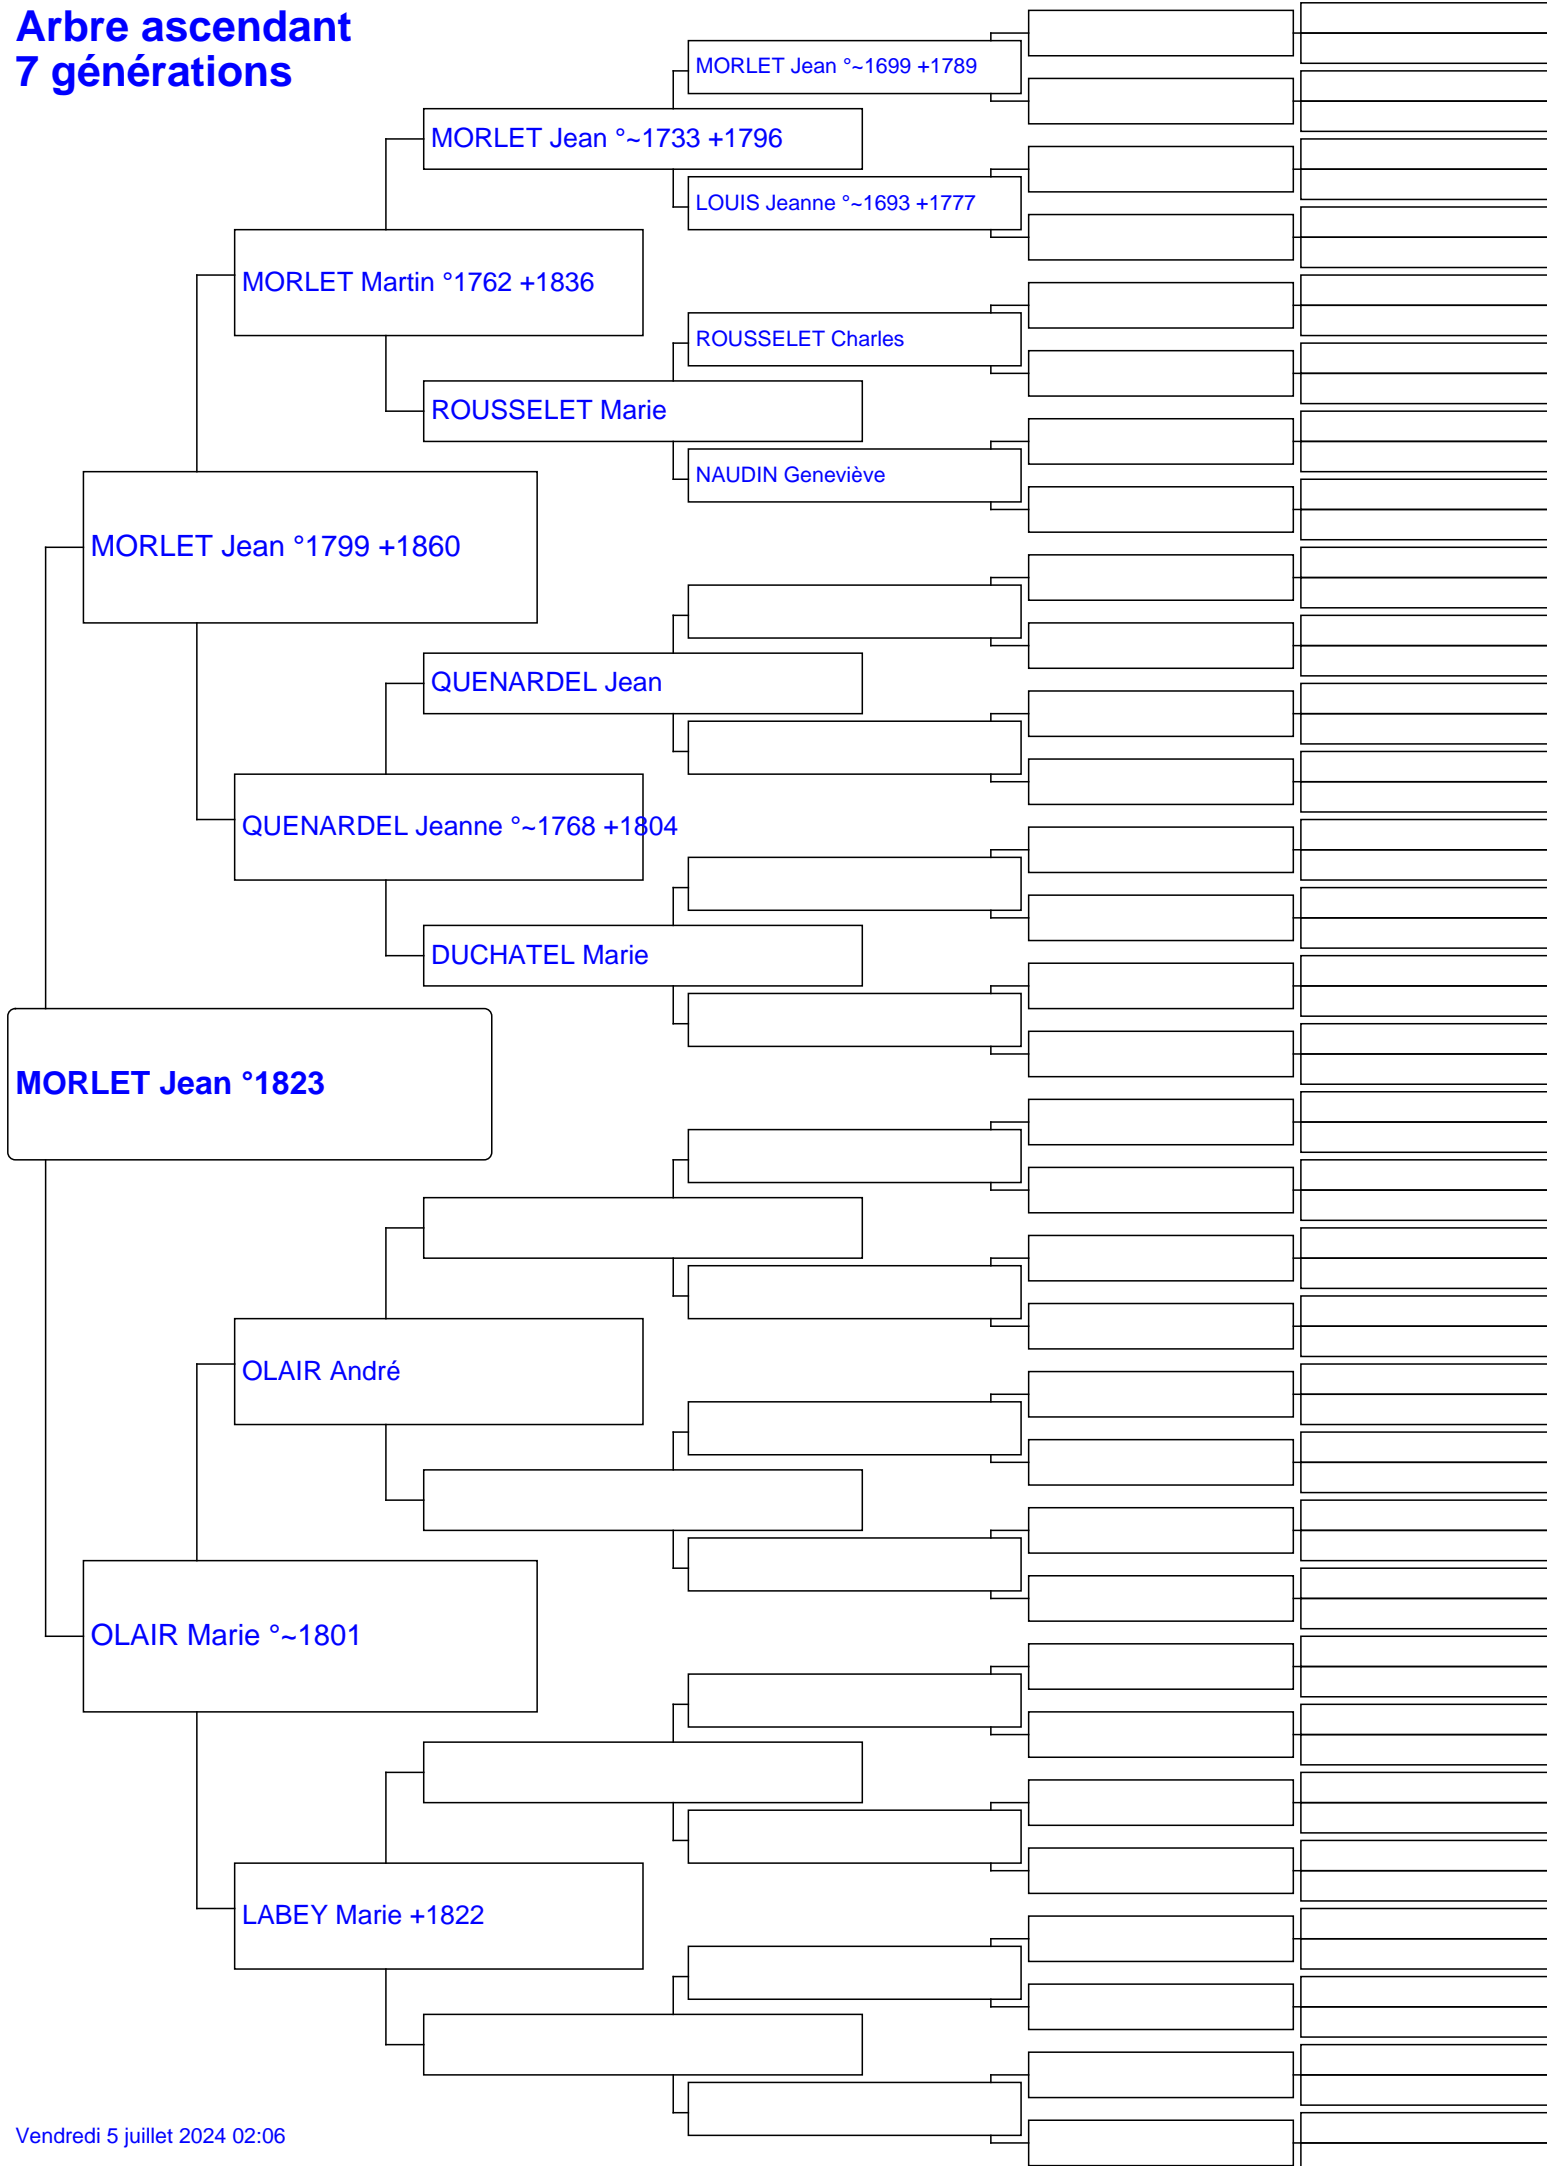 Arbre ascendant
7 générations
MORLET Jean °~1699 +1789
MORLET Jean °~1733 +1796
LOUIS Jeanne °~1693 +1777
MORLET Martin °1762 +1836
ROUSSELET Charles
ROUSSELET Marie
NAUDIN Geneviève
MORLET Jean °1799 +1860
QUENARDEL Jean
QUENARDEL Jeanne °~1768 +1804
DUCHATEL Marie
MORLET Jean °1823
OLAIR André
OLAIR Marie °~1801
LABEY Marie +1822
Vendredi 5 juillet 2024 02:06